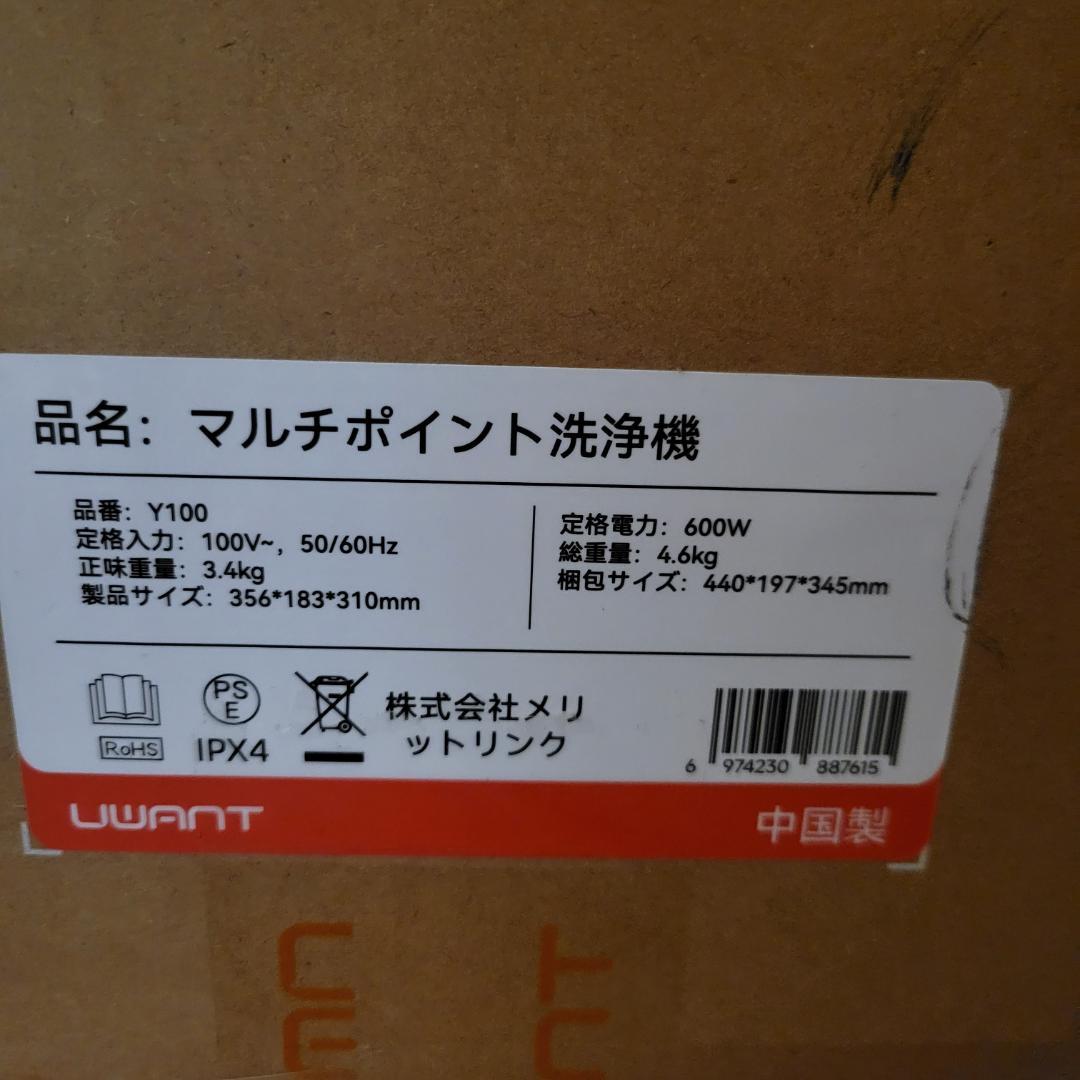 品名：マルチポイント洗浄機
品番：Y100
定格入力：100V~，50/60Hz
正味重量：3.4kg
製品サイズ：356*183*310mm
定格電力：600W
総重量：4.6kg
梱包サイズ：440*197*345mm
PS
E
RoHS
IPX4
株式会社メリ
ットリンク
6 974230 887615
UWANT
中国製